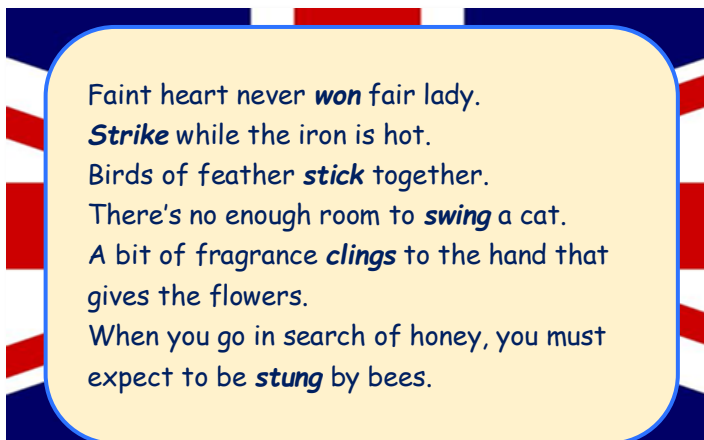 Faint heart never won fair lady.
Strike while the iron is hot.
Birds of feather stick together.
There's no enough room to swing a cat.
A bit of fragrance clings to the hand that
gives the flowers.
When you go in search of honey, you must
expect to be stung by bees.